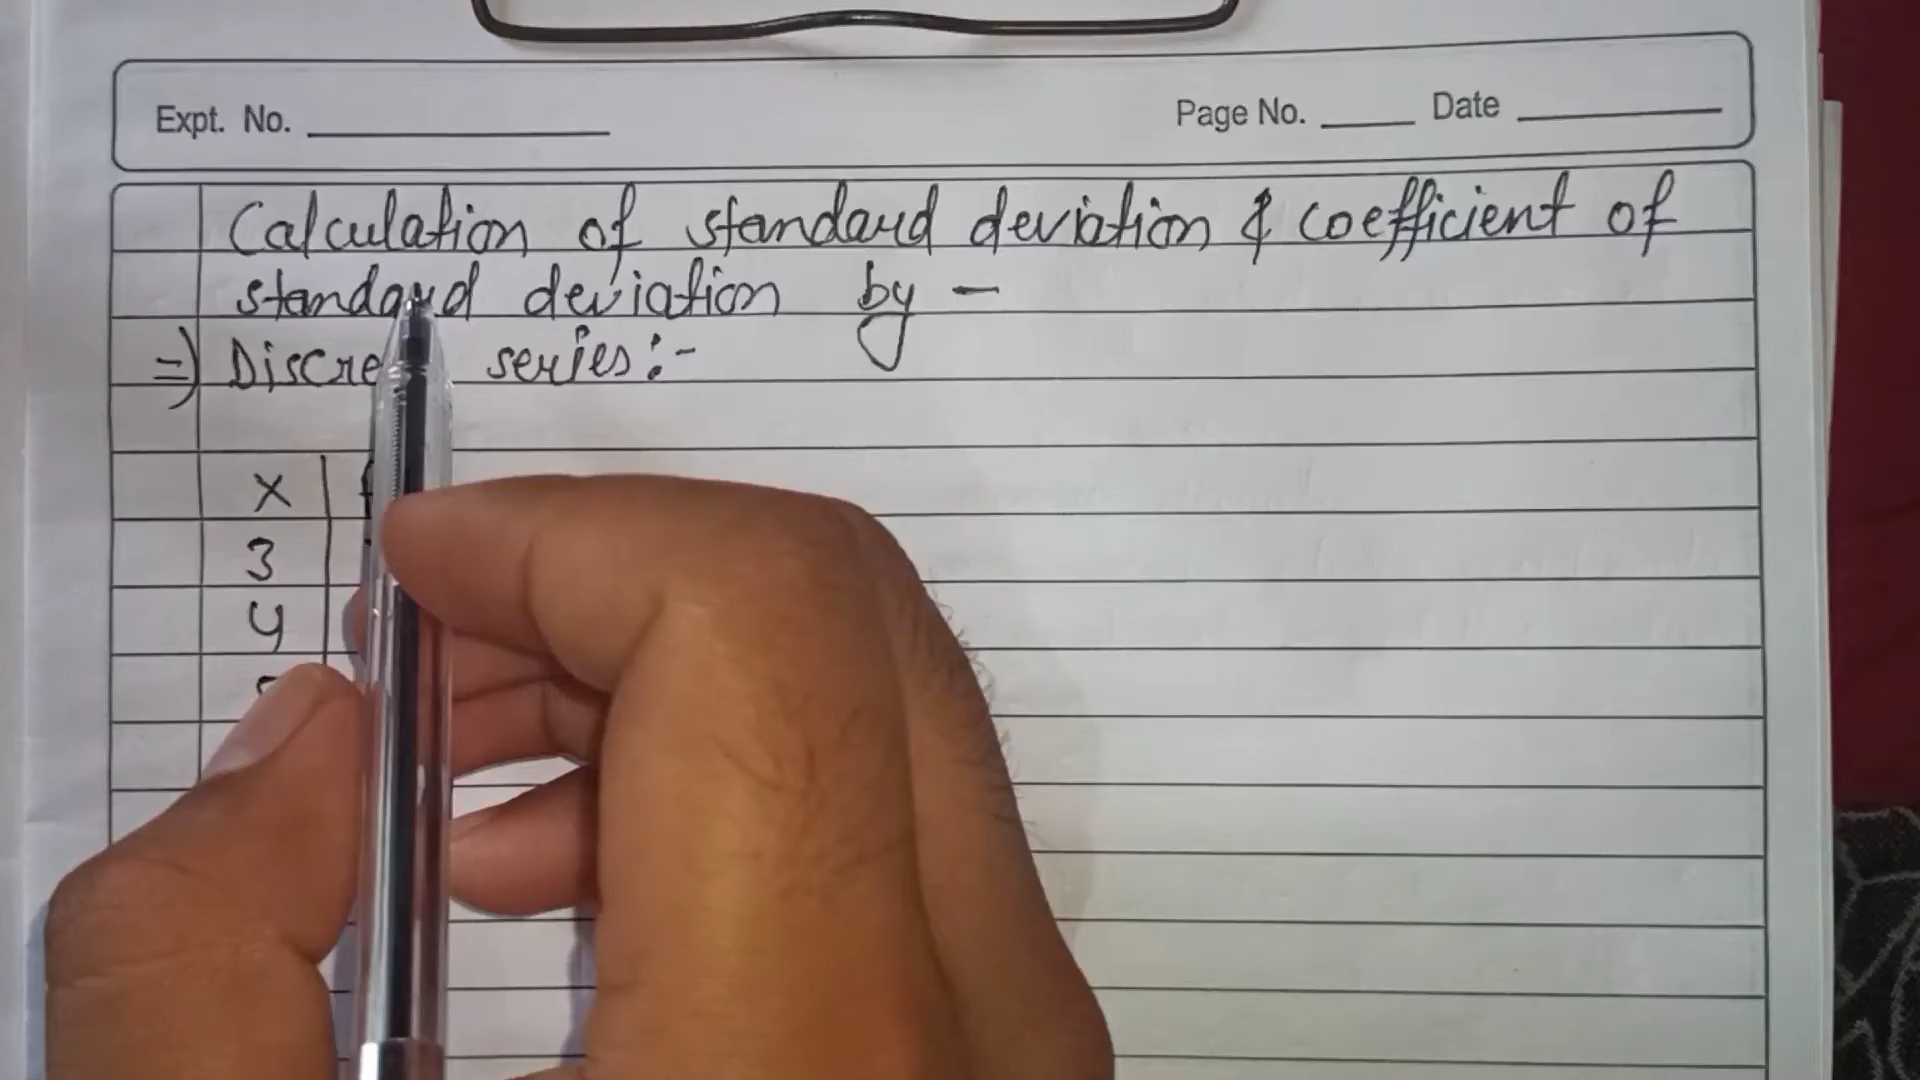 Expt. No. Page No. Date
Calculation of standard deviation & coefficient of
standard deviation by -
=) series:-
X
3
4